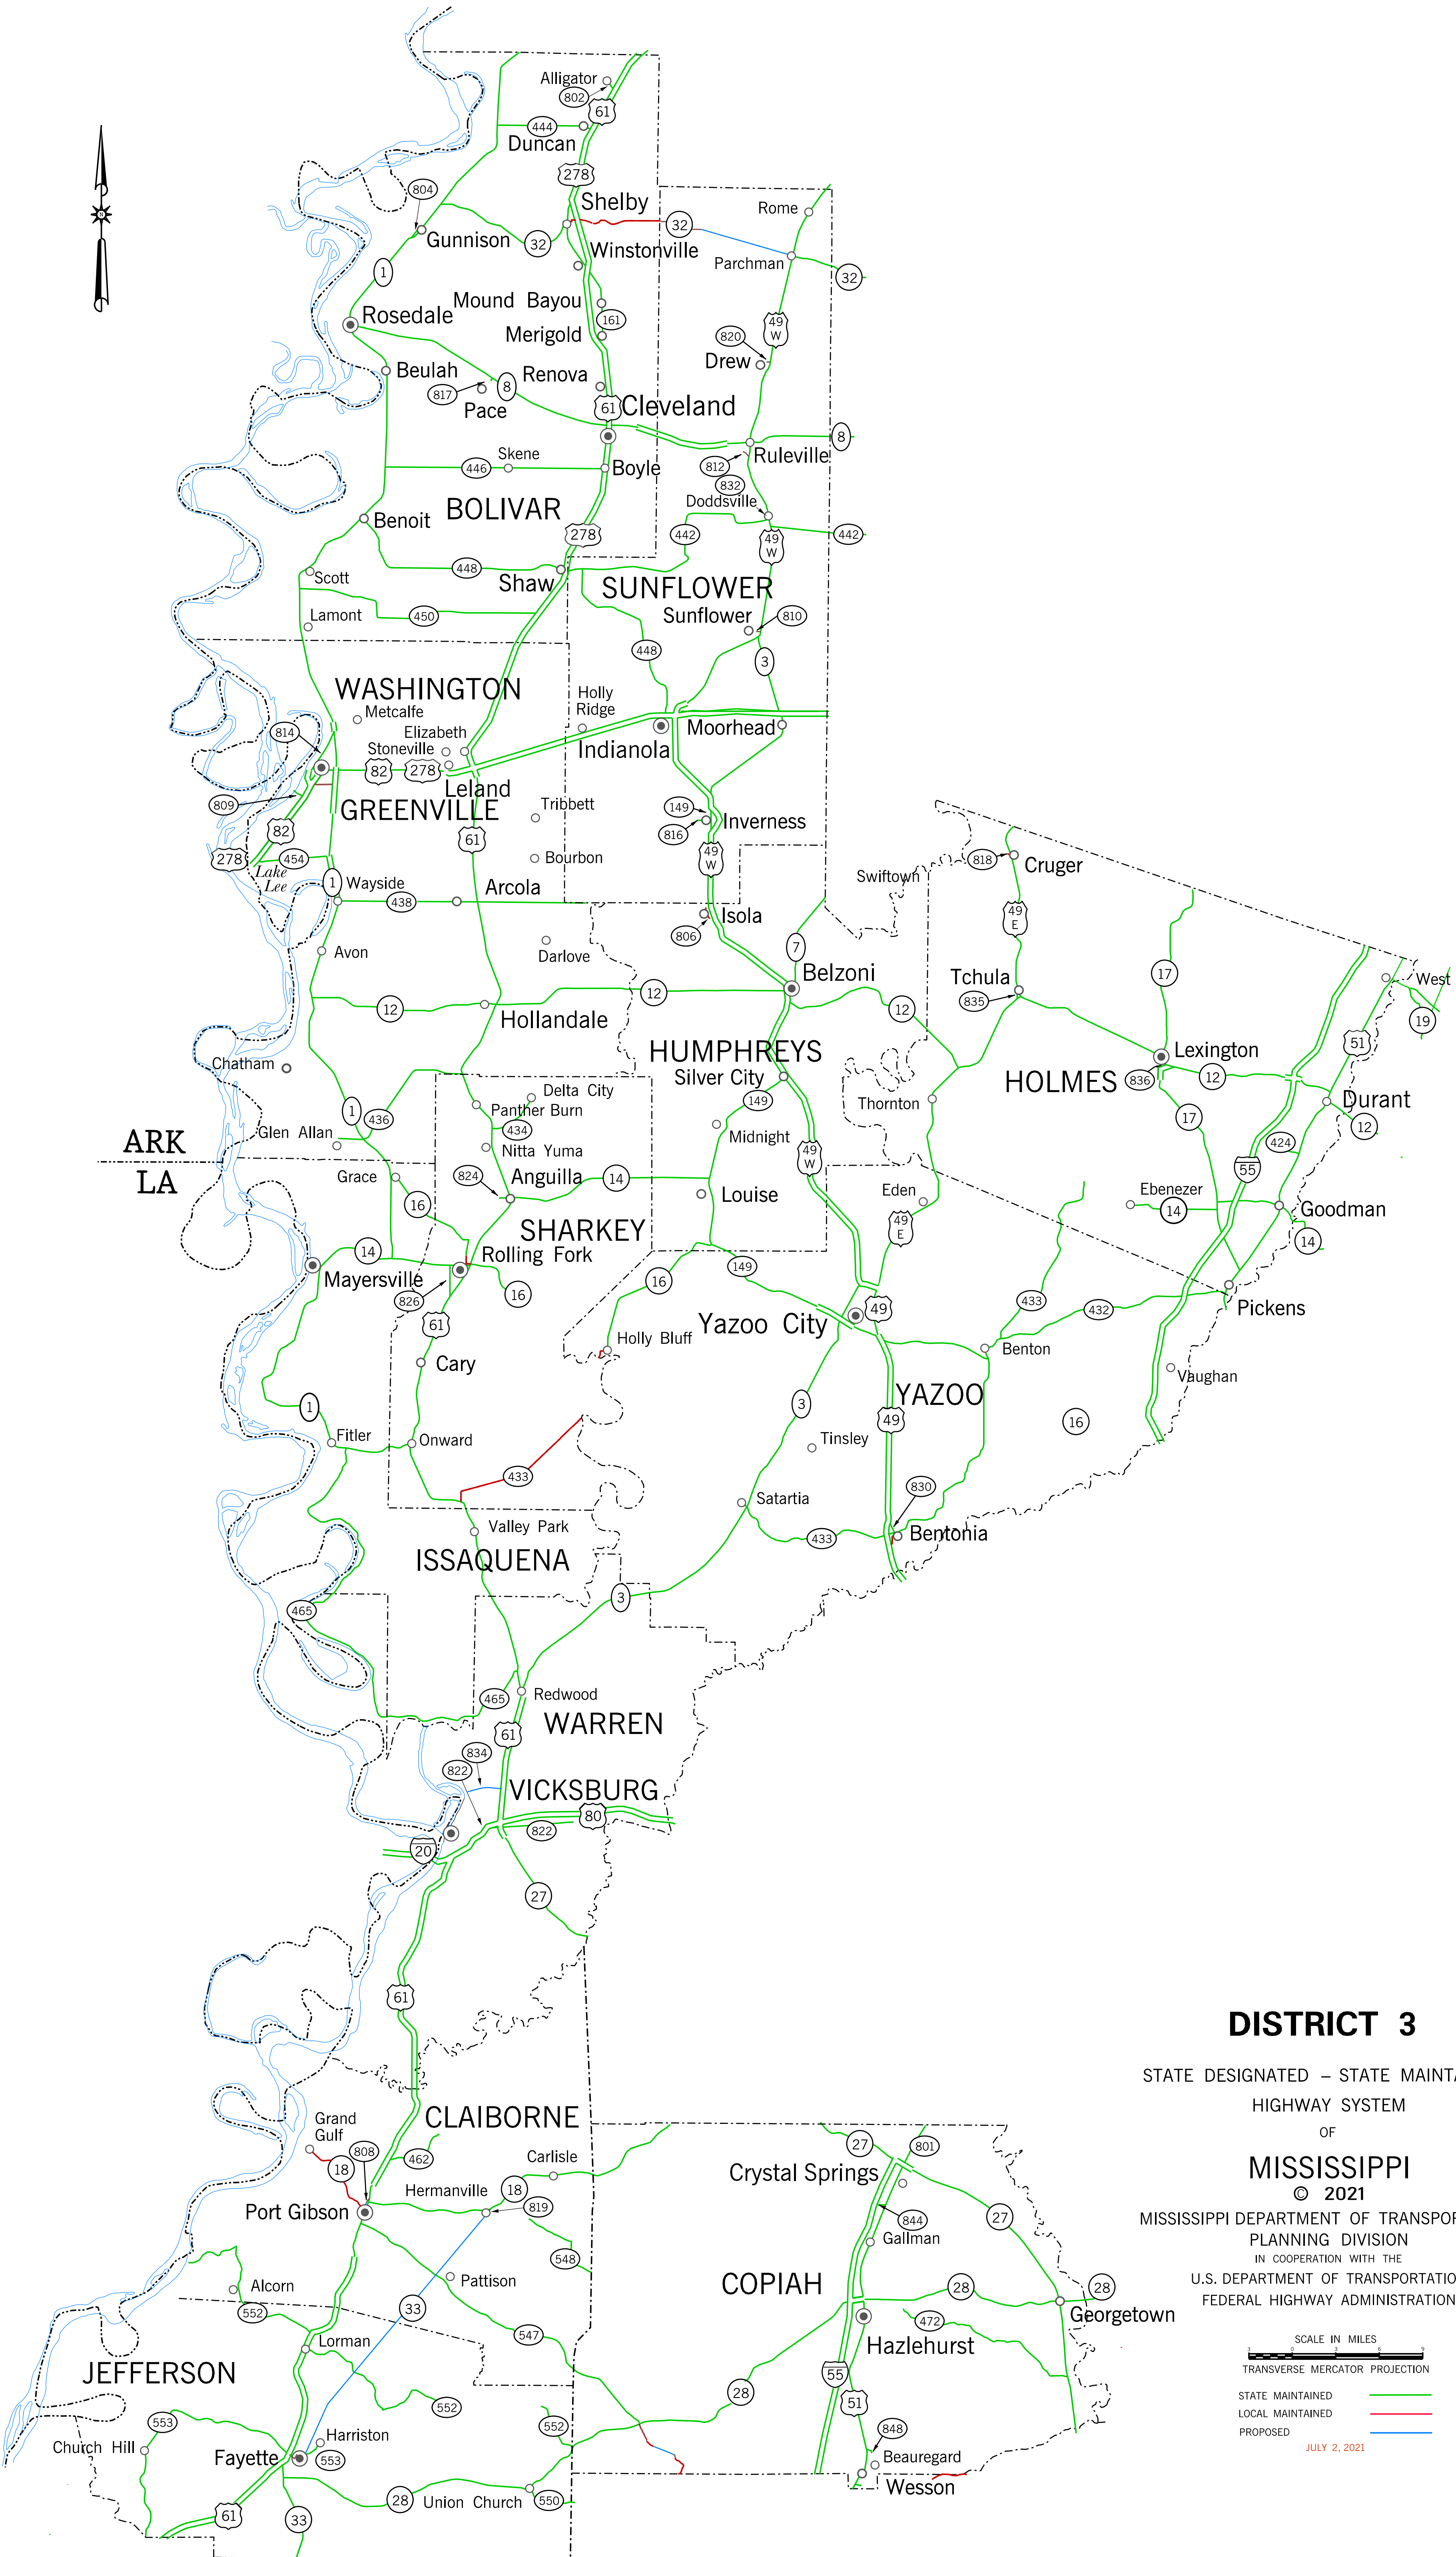 Alligator
802
61
444
Duncan
278
804
Shelby
Rome
32
Gunnison
32
Winstonville
Parchman
32
1
Mound Bayou
Rosedale
161
49
W
Merigold
820
Drew
Beulah
Renova
817
8
Pace
61
Cleveland
8
Skene
Ruleville
446
Boyle
812
832
Doddsville
BOLIVAR
Benoit
278
442
49
W
442
448
Scott
Shaw
SUNFLOWER
Lamont
450
Sunflower
810
448
3
WASHINGTON
Holly
Ridge
Metcalfe
Elizabeth
Moorhead
814
Stoneville
Indianola
82
278
Leland
809
GREENVILLE
Tribbett
149
Inverness
82
61
816
278
454
Bourbon
49
W
818
Cruger
Lake
Lee
1
Wayside
Arcola
Swiftown
438
Isola
49
E
806
Avon
Darlove
7
Belzoni
Tchula
17
West
12
12
835
12
19
Hollandale
51
HUMPHREYS
Lexington
Chatham
Silver City
HOLMES
836
12
Delta City
149
Thornton
Durant
1
436
Panther Burn
17
12
Glen Allan
434
Midnight
424
ARK
Nitta Yuma
49
W
LA
Grace
824
Anguilla
14
55
16
Louise
Eden
Ebenezer
14
Goodman
SHARKEY
49
E
14
14
Rolling Fork
Mayersville
149
16
16
826
433
432
Pickens
61
Yazoo City
49
Holly Bluff
Benton
Cary
Vaughan
YAZOO
1
3
49
16
Fitler
Onward
Tinsley
433
830
Satartia
Valley Park
433
Bentonia
ISSAQUENA
465
3
465
Redwood
WARREN
61
834
822
VICKSBURG
80
20
822
27
61
DISTRICT 3
STATE DESIGNATED – STATE MAINTA
HIGHWAY SYSTEM
OF
CLAIBORNE
Grand
Gulf
808
27
801
18
462
Carlisle
Crystal Springs
MISSISSIPPI
Hermanville
18
© 2021
Port Gibson
819
844
27
MISSISSIPPI DEPARTMENT OF TRANSPOR
Gallman
PLANNING DIVISION
548
IN COOPERATION WITH THE
Alcorn
Pattison
COPIAH
28
28
U.S. DEPARTMENT OF TRANSPORTATIO
FEDERAL HIGHWAY ADMINISTRATION
552
33
Georgetown
547
472
Lorman
Hazlehurst
SCALE IN MILES
3 0 3 6 9
JEFFERSON
55
TRANSVERSE MERCATOR PROJECTION
28
552
51
STATE MAINTAINED
553
552
LOCAL MAINTAINED
Harriston
848
PROPOSED
Church Hill
Fayette
553
Beauregard
JULY 2, 2021
Wesson
28
Union Church
550
61
33